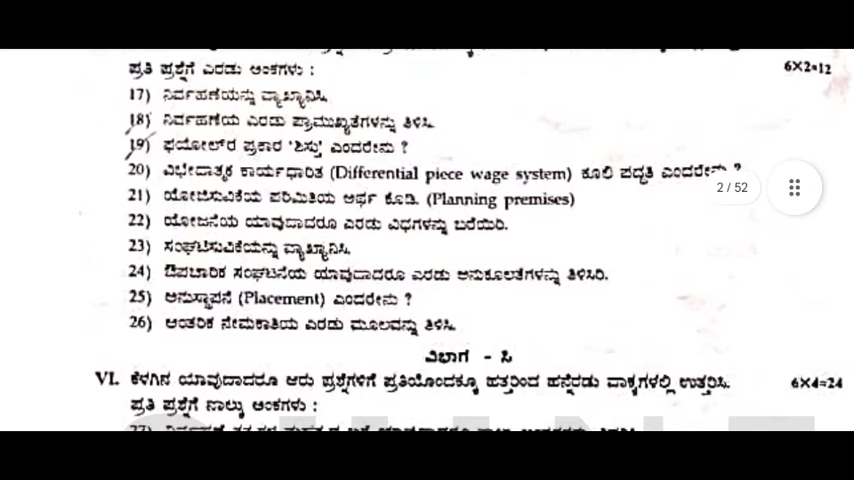 ಪ್ರತಿ ಪ್ರಶ್ನೆಗೆ ಎರಡು ಅಂಕಗಳು : 6×2=12
17) ನಿರ್ವಹಣೆಯನ್ನು ವ್ಯಾಖ್ಯಾನಿಸಿ.
18) ನಿರ್ವಹಣೆಯ ಎರಡು ಪ್ರಾಮುಖ್ಯತೆಗಳನ್ನು ತಿಳಿಸಿ.
19) ಫಯೋಲ್‌ರ ಪ್ರಕಾರ 'ಶಿಸ್ತು' ಎಂದರೇನು ?
20) ವಿಭೇದಾತ್ಮಕ ಕಾರ್ಯಧಾರಿತ (Differential piece wage system) ಕೂಲಿ ಪದ್ಧತಿ ಎಂದರೇನು ?
2 / 52
21) ಯೋಜಿಸುವಿಕೆಯ ಪರಿಮಿತಿಯ ಅರ್ಥ ಕೊಡಿ. (Planning premises)
22) ಯೋಜನೆಯ ಯಾವುದಾದರೂ ಎರಡು ವಿಧಗಳನ್ನು ಬರೆಯಿರಿ.
23) ಸಂಘಟಿಸುವಿಕೆಯನ್ನು ವ್ಯಾಖ್ಯಾನಿಸಿ.
24) ಔಪಚಾರಿಕ ಸಂಘಟನೆಯ ಯಾವುದಾದರೂ ಎರಡು ಅನುಕೂಲತೆಗಳನ್ನು ತಿಳಿಸಿರಿ.
25) ಅನುಸ್ಥಾಪನೆ (Placement) ಎಂದರೇನು ?
26) ಆಂತರಿಕ ನೇಮಕಾತಿಯ ಎರಡು ಮೂಲವನ್ನು ತಿಳಿಸಿ.
ವಿಭಾಗ - ಸಿ
VI. ಕೆಳಗಿನ ಯಾವುದಾದರೂ ಆರು ಪ್ರಶ್ನೆಗಳಿಗೆ ಪ್ರತಿಯೊಂದಕ್ಕೂ ಹತ್ತರಿಂದ ಹನ್ನೆರಡು ವಾಕ್ಯಗಳಲ್ಲಿ ಉತ್ತರಿಸಿ. 6×4=24
ಪ್ರತಿ ಪ್ರಶ್ನೆಗೆ ನಾಲ್ಕು ಅಂಕಗಳು :